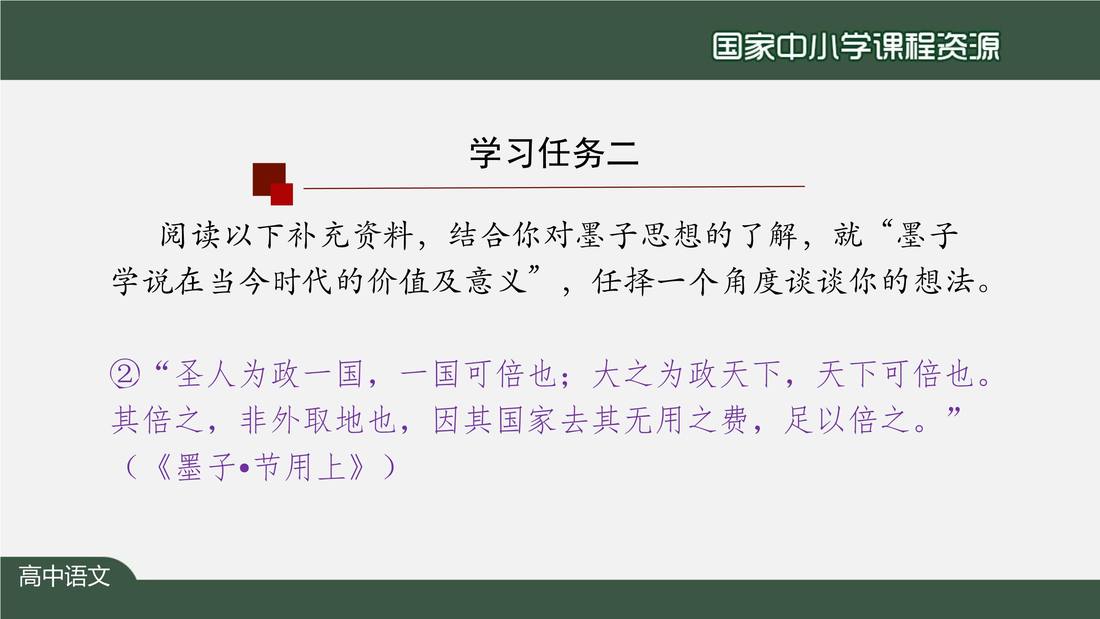 国家中小学课程资源
学习任务二
阅读以下补充资料，结合你对墨子思想的了解，就“墨子
学说在当今时代的价值及意义”，任择一个角度谈谈你的想法。
②“圣人为政一国，一国可倍也；大之为政天下，天下可倍也。
其倍之，非外取地也，因其国家去其无用之费，足以倍之。”
（《墨子•节用上》）
高中语文